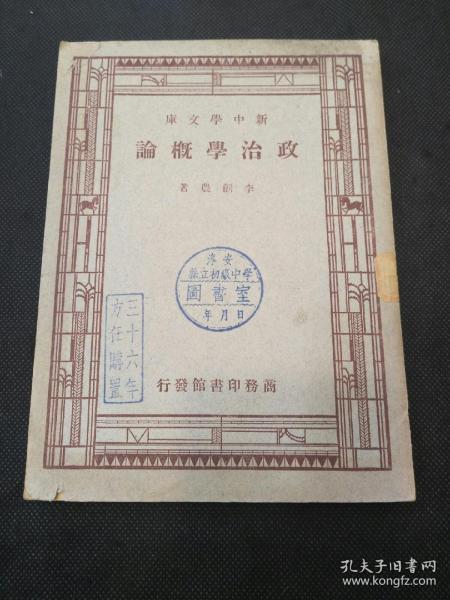 新中學文庫
政治學概論
李劍農著
淮安
縣立初級中學
圖書室
年月日
三十六年
方任購置
商務印書館發行
孔夫子旧书网
www.kongfz.com